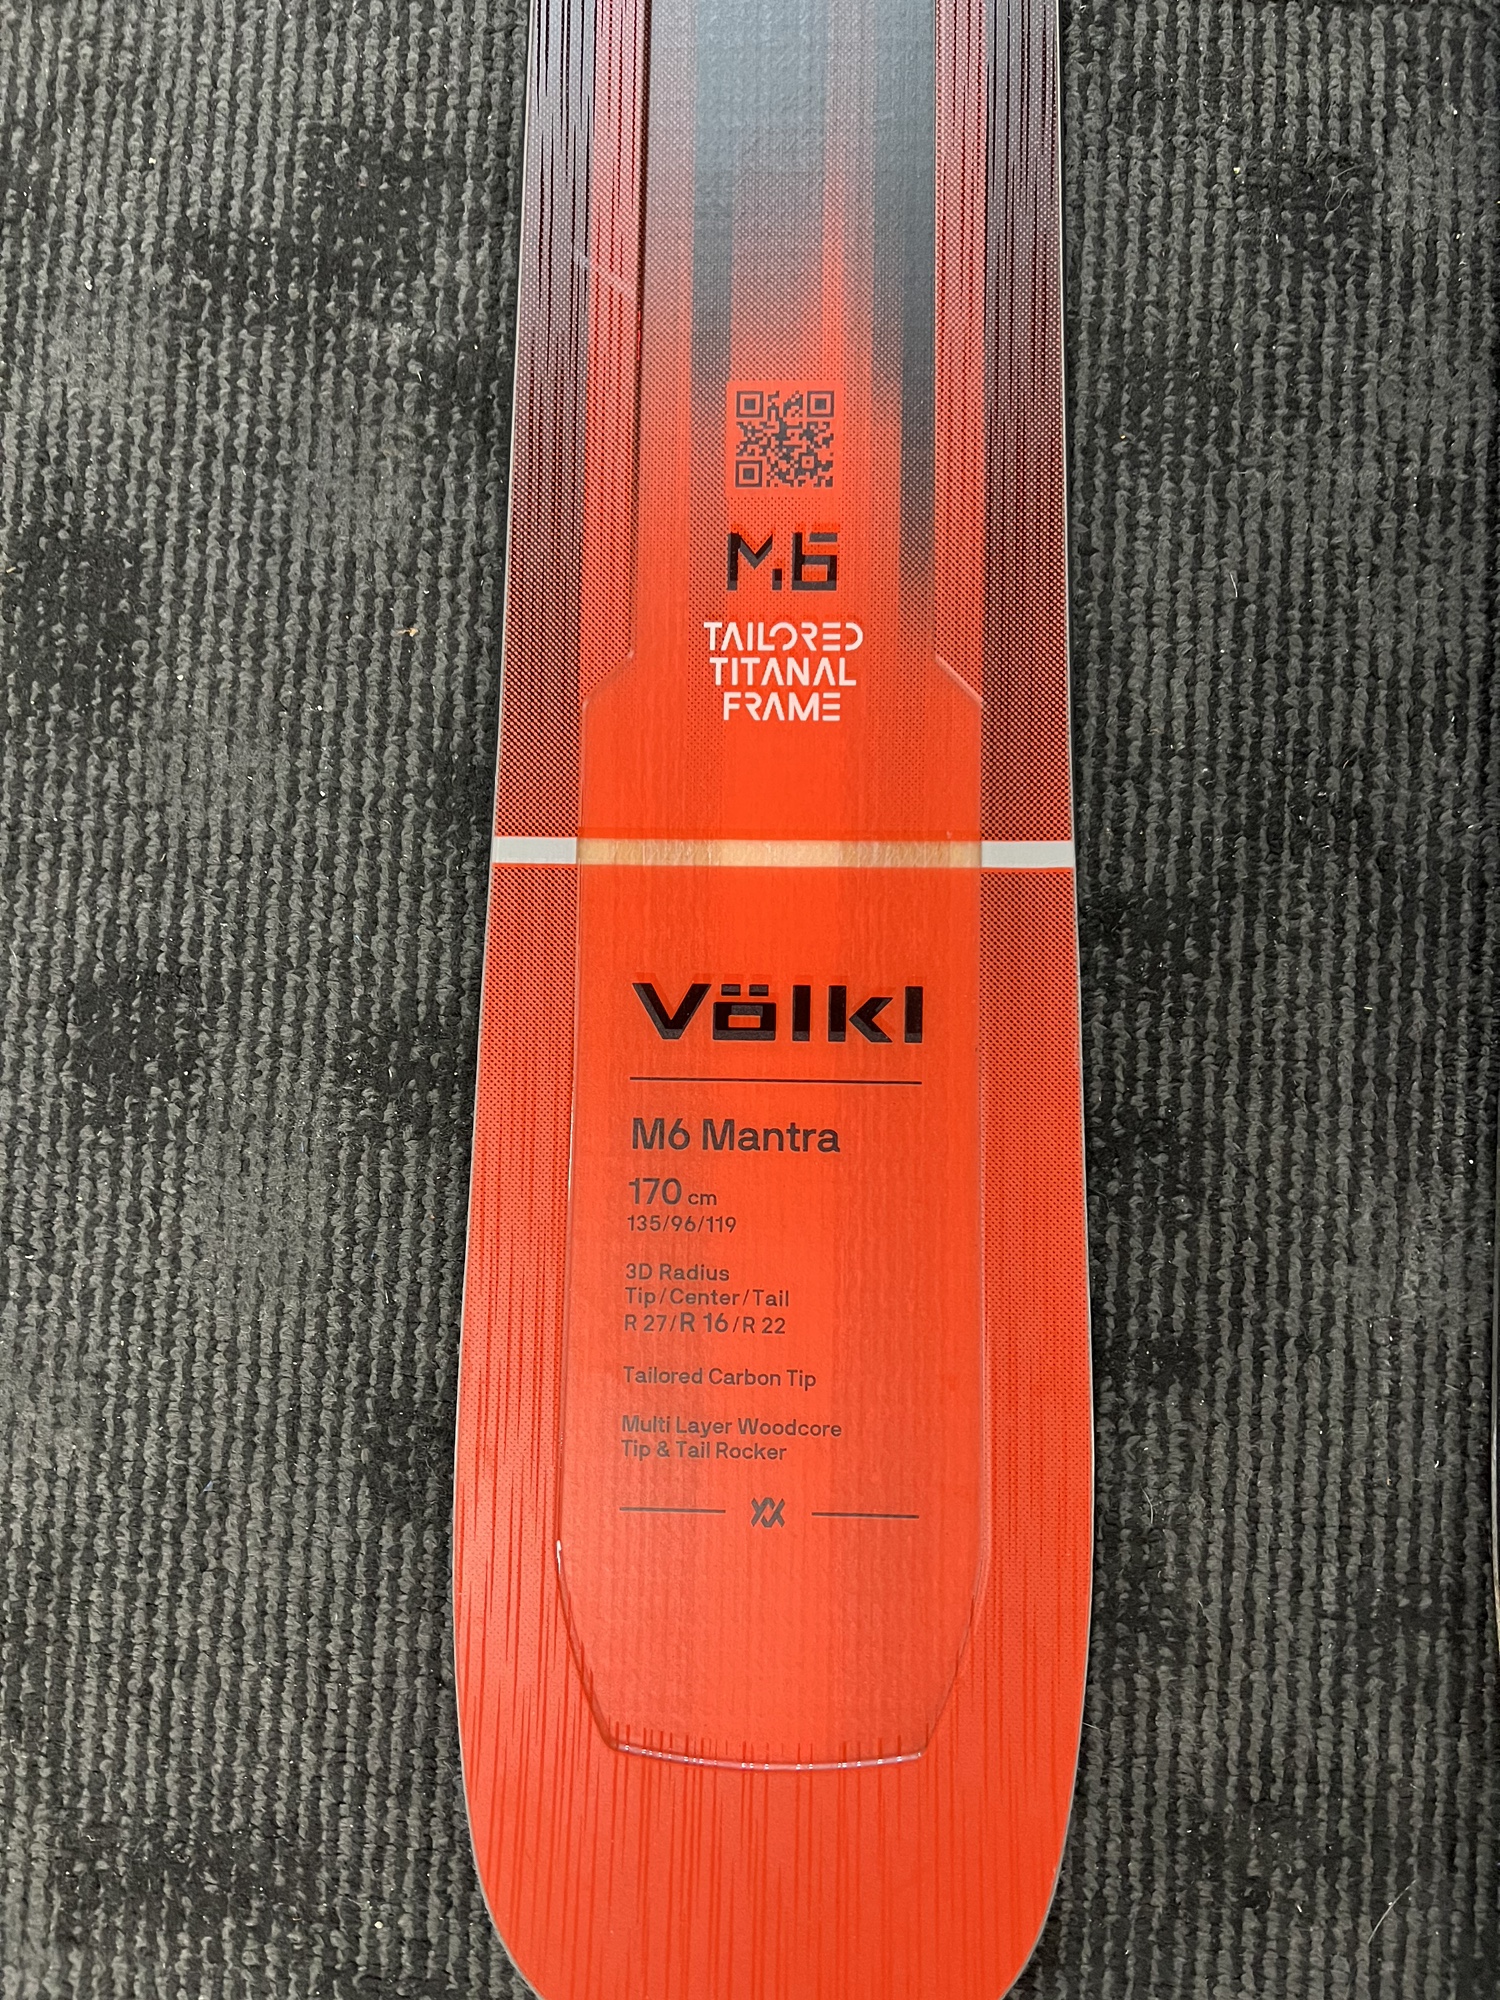 M6
TAILORED
TITANAL
FRAME
Völkl
M6 Mantra
170 cm
135/96/119
3D Radius
Tip/Center/Tail
R 27/R 16/R 22
Tailored Carbon Tip
Multi Layer Woodcore
Tip & Tail Rocker